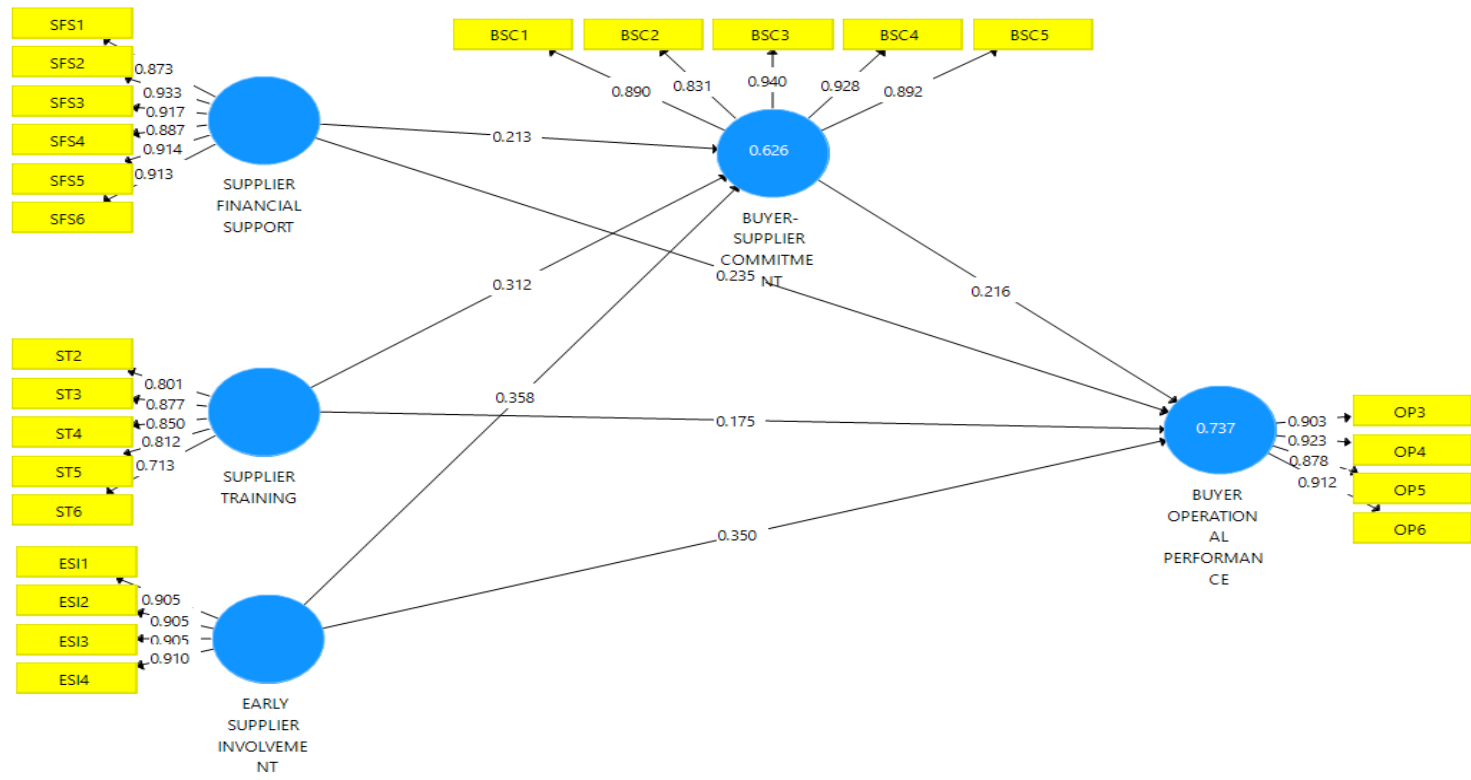 SFS1
SFS2
SFS3
SFS4
SFS5
SFS6
0.873
0.933
0.917
0.887
0.914
0.913
SUPPLIER
FINANCIAL
SUPPORT
BSC1
BSC2
BSC3
BSC4
BSC5
0.890
0.831
0.940
0.928
0.892
0.626
BUYER-
SUPPLIER
COMMITME
NT
0.213
0.235
0.312
0.216
0.358
0.175
0.350
ST2
ST3
ST4
ST5
ST6
0.801
0.877
0.850
0.812
0.713
SUPPLIER
TRAINING
ESI1
ESI2
ESI3
ESI4
0.905
0.905
0.905
0.910
EARLY
SUPPLIER
INVOLVEME
NT
0.737
BUYER
OPERATION
AL
PERFORMAN
CE
0.903
0.923
0.878
0.912
OP3
OP4
OP5
OP6